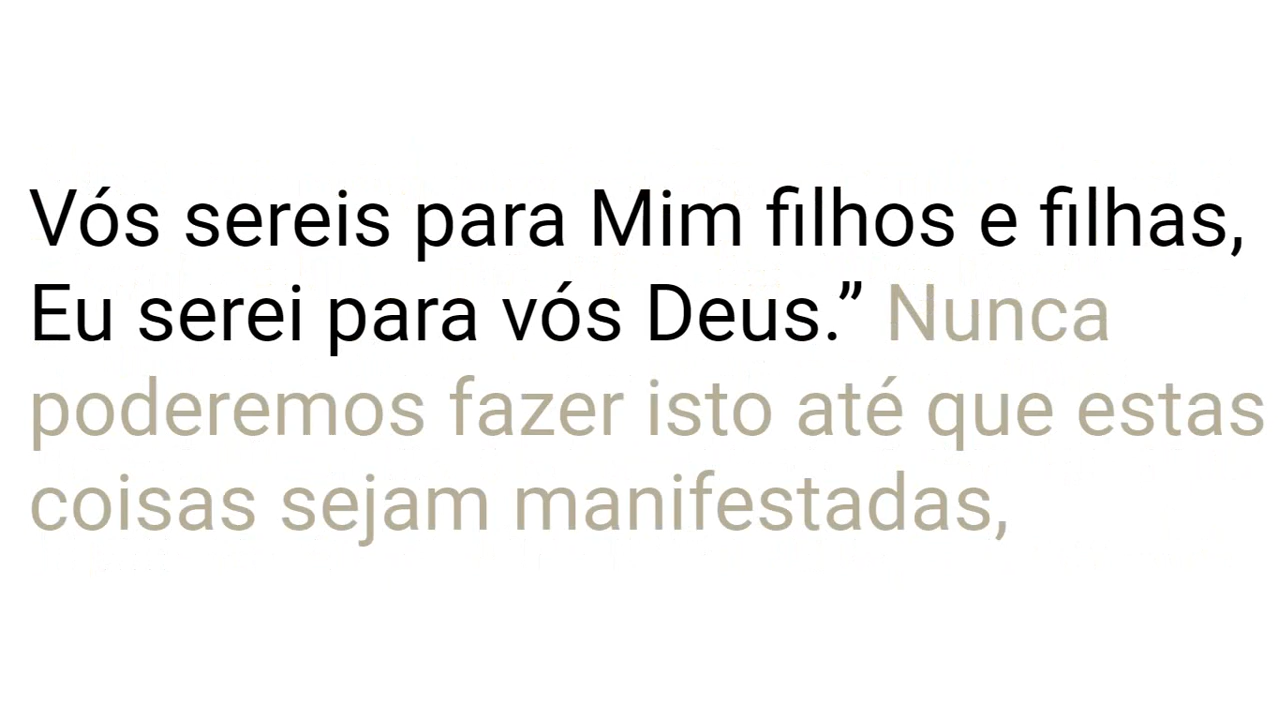 Vós sereis para Mim filhos e filhas,
Eu serei para vós Deus.” Nunca
poderemos fazer isto até que estas
coisas sejam manifestadas,